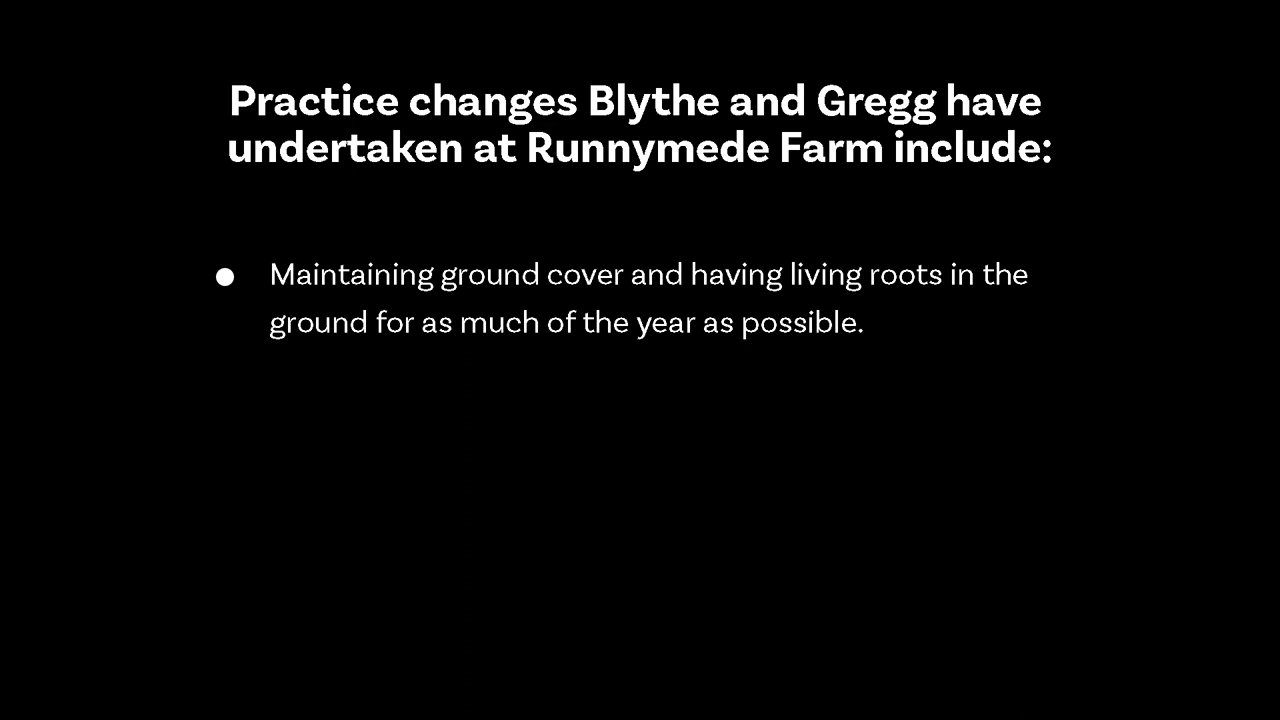 Practice changes Blythe and Gregg have
undertaken at Runnymede Farm include:
● Maintaining ground cover and having living roots in the
ground for as much of the year as possible.